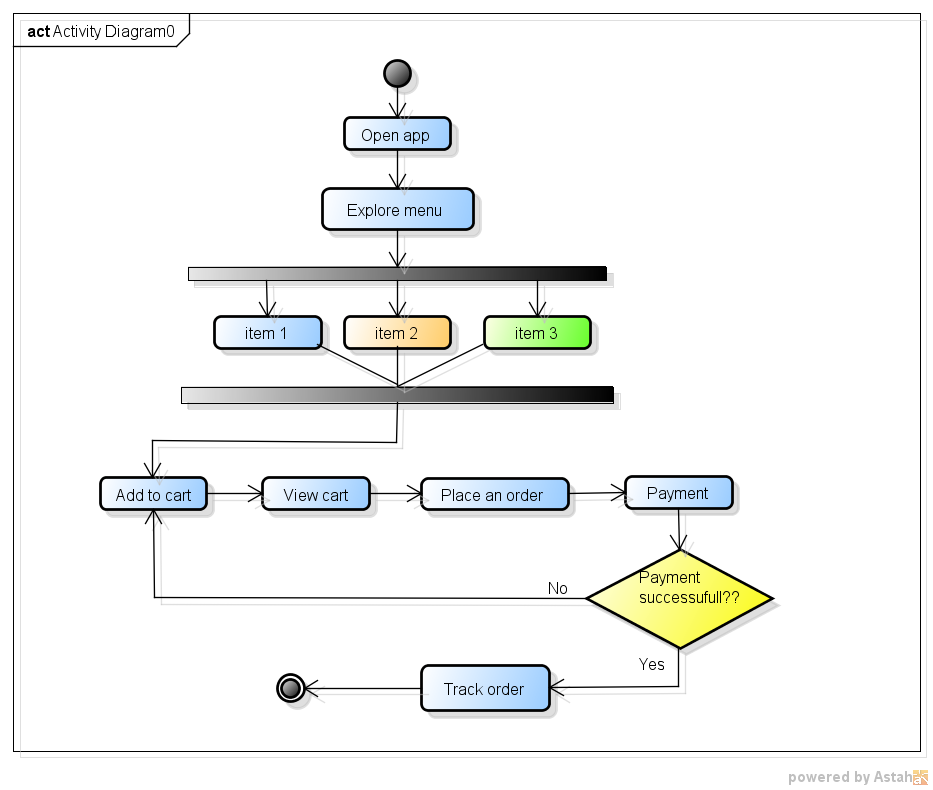 act Activity Diagram0
Open app
Explore menu
item 1
item 2
item 3
Add to cart
View cart
Place an order
Payment
Payment
successufull??
No
Yes
Track order
powered by Astah